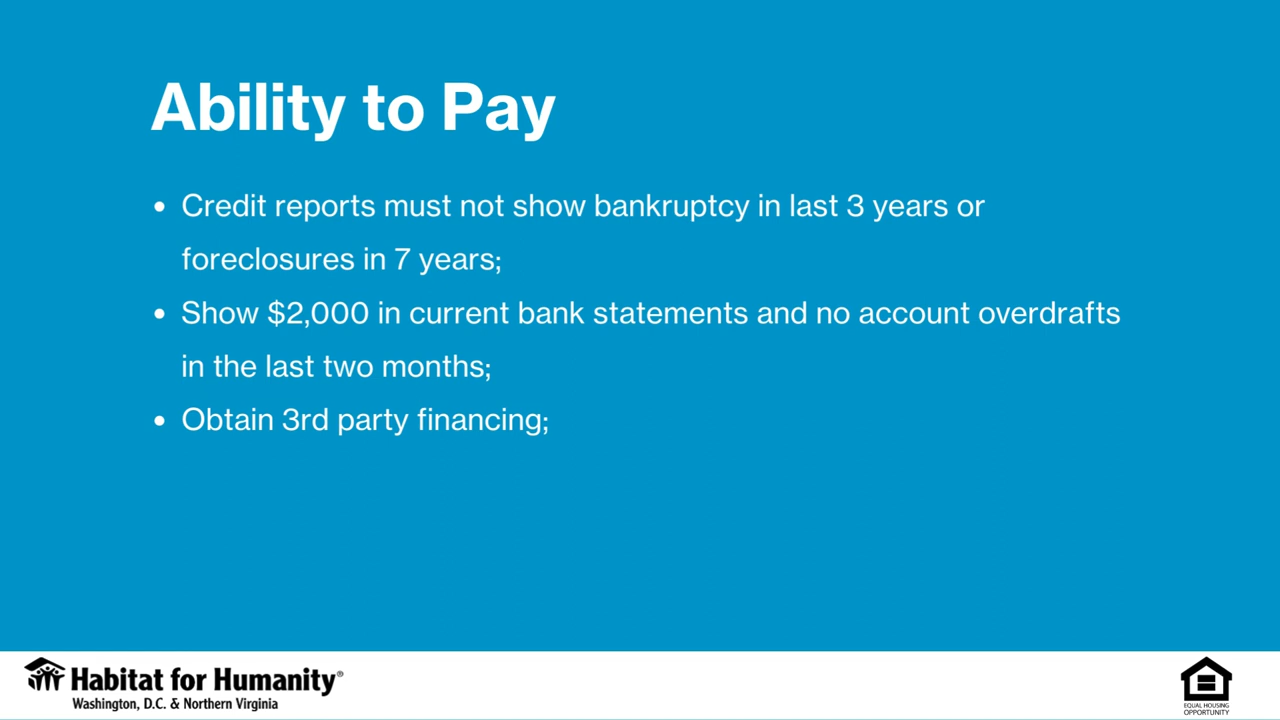 Ability to Pay
• Credit reports must not show bankruptcy in last 3 years or
foreclosures in 7 years;
• Show $2,000 in current bank statements and no account overdrafts
in the last two months;
• Obtain 3rd party financing;
Habitat for Humanity®
Washington, D.C. & Northern Virginia
EQUAL HOUSING
OPPORTUNITY